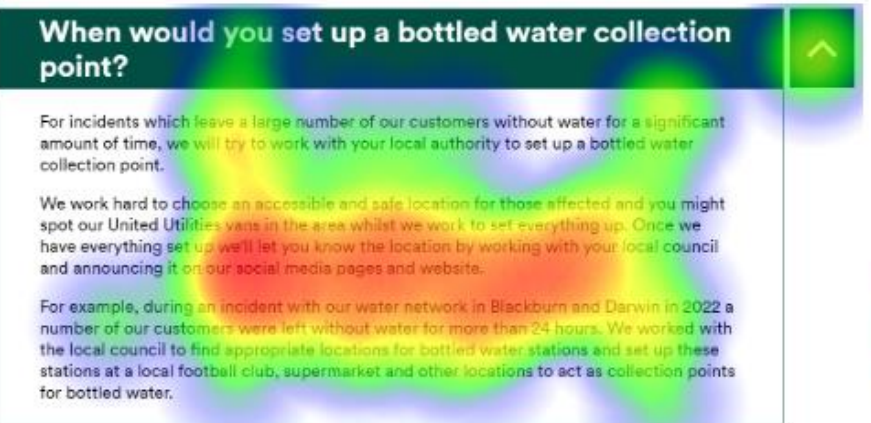 When would you set up a bottled water collection
point?
For incidents which leave a large number of our customers without water for a significant
amount of time, we will try to work with your local authority to set up a bottled water
collection point.
We work hard to choose an accessible and safe location for those affected and you might
spot our United Utilities vans in the area whilst we work to set everything up. Once we
have everything set up we'll let you know the location by working with your local council
and announcing it on our social media pages and website.
For example, during an incident with our water network in Blackburn and Darwin in 2022 a
number of our customers were left without water for more than 24 hours. We worked with
the local council to find appropriate locations for bottled water stations and set up these
stations at a local football club, supermarket and other locations to act as collection points
for bottled water.